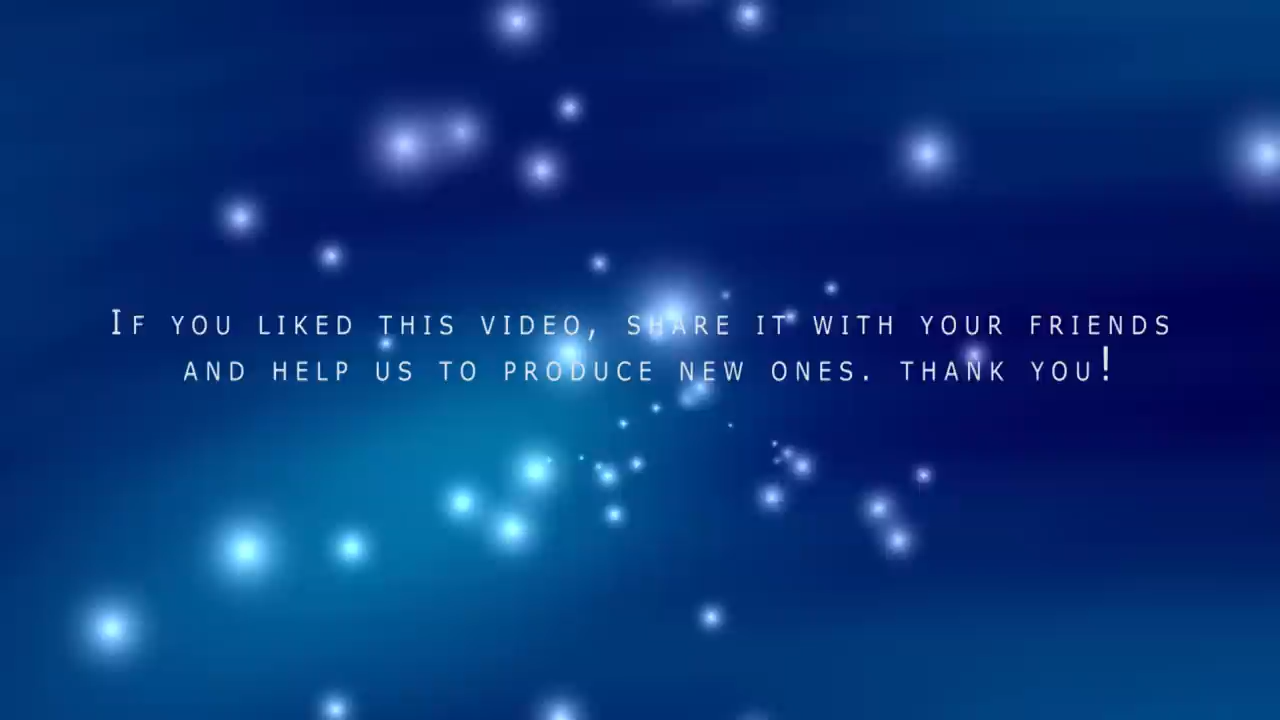 If you liked this video, share it with your friends
and help us to produce new ones. thank you!